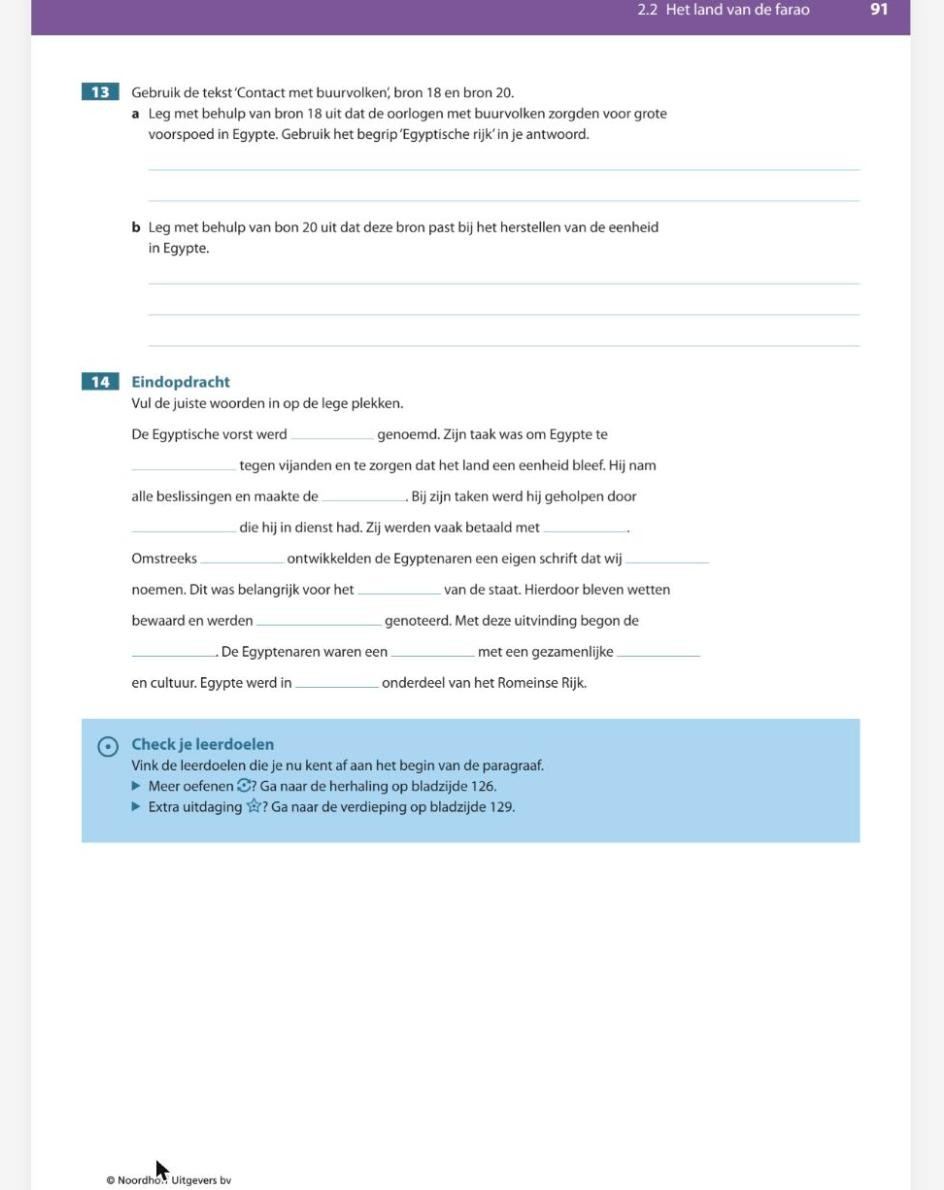 2.2 Het land van de farao 91
13 Gebruik de tekst ‘Contact met buurvolken’, bron 18 en bron 20.
a Leg met behulp van bron 18 uit dat de oorlogen met buurvolken zorgden voor grote
voorspoed in Egypte. Gebruik het begrip ‘Egyptische rijk’ in je antwoord.
b Leg met behulp van bon 20 uit dat deze bron past bij het herstellen van de eenheid
in Egypte.
14 Eindopdracht
Vul de juiste woorden in op de lege plekken.
De Egyptische vorst werd genoemd. Zijn taak was om Egypte te
tegen vijanden en te zorgen dat het land een eenheid bleef. Hij nam
alle beslissingen en maakte de . Bij zijn taken werd hij geholpen door
die hij in dienst had. Zij werden vaak betaald met .
Omstreeks ontwikkelden de Egyptenaren een eigen schrift dat wij
noemen. Dit was belangrijk voor het van de staat. Hierdoor bleven wetten
bewaard en werden genoteerd. Met deze uitvinding begon de
. De Egyptenaren waren een met een gezamenlijke
en cultuur. Egypte werd in onderdeel van het Romeinse Rijk.
Check je leerdoelen
Vink de leerdoelen die je nu kent af aan het begin van de paragraaf.
Meer oefenen ? Ga naar de herhaling op bladzijde 126.
Extra uitdaging ? Ga naar de verdieping op bladzijde 129.
© Uitgevers bv